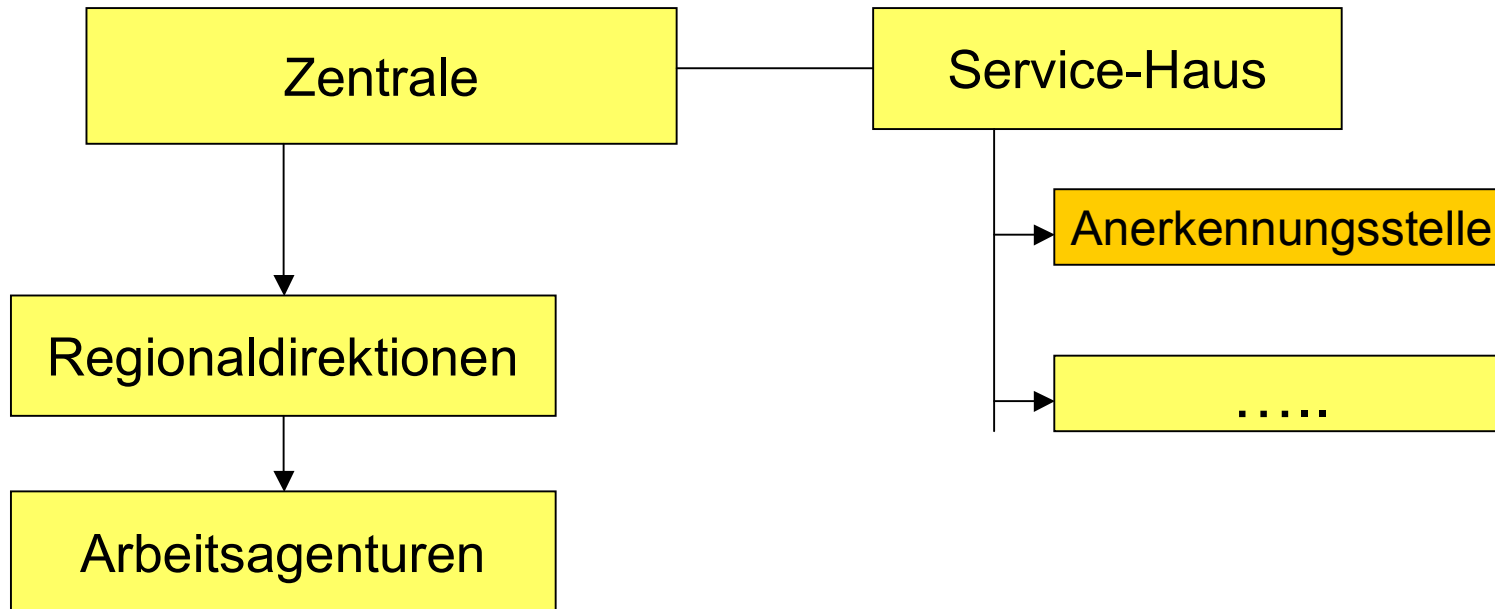 Zentrale
Service-Haus
Anerkennungsstelle
Regionaldirektionen
.....
Arbeitsagenturen